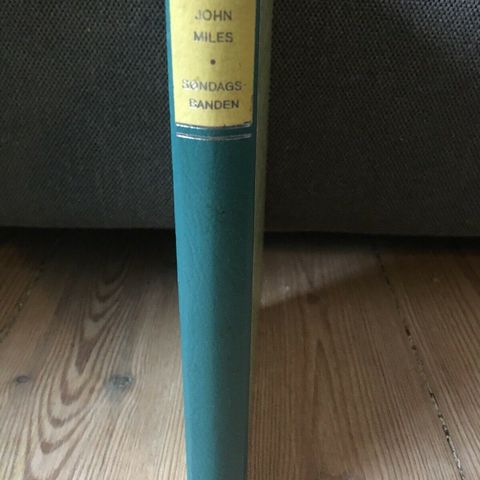 JOHN
MILES
•
SØNDAGS-
BANDEN